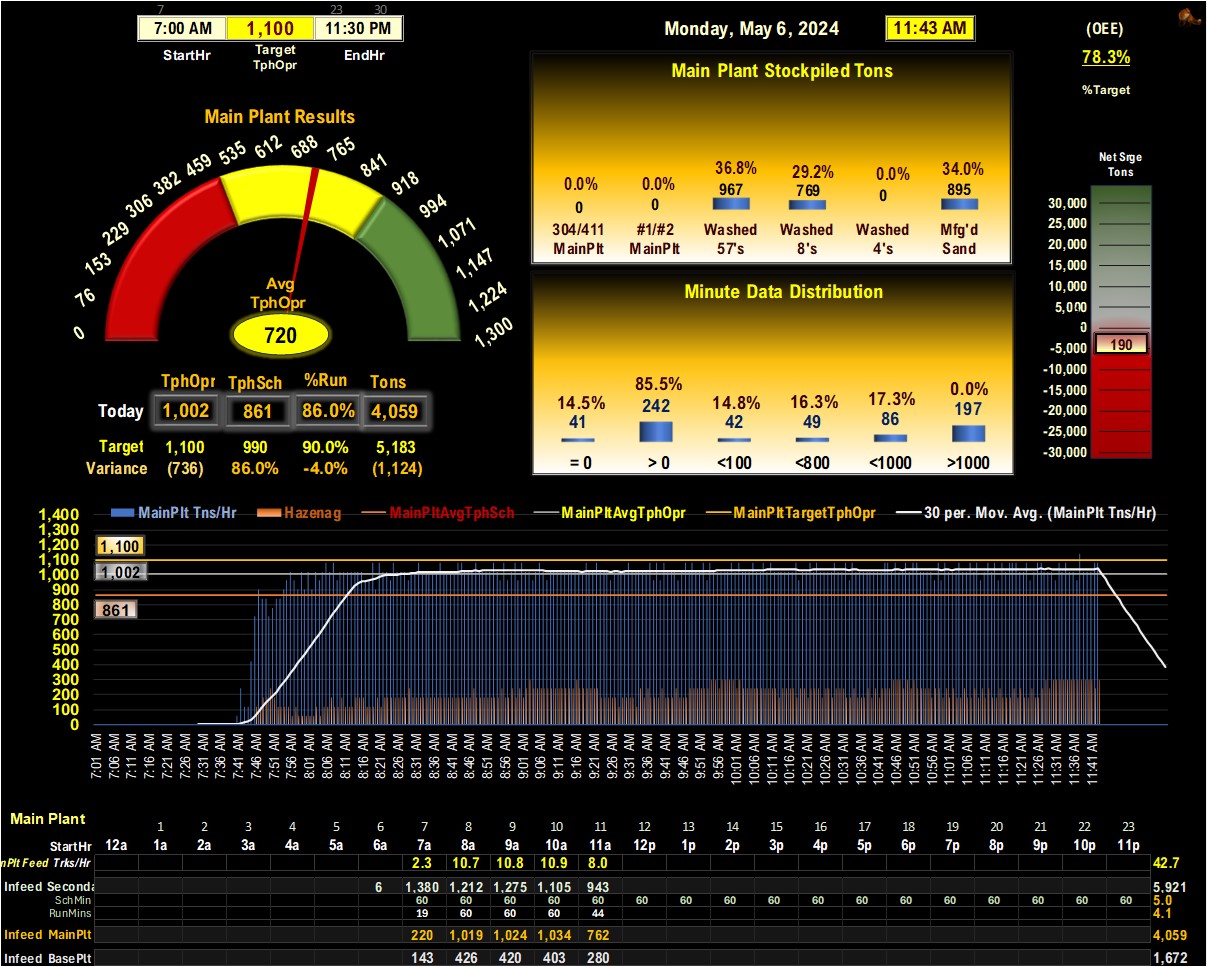 7 23 30
7:00 AM 1,100 11:30 PM
StartHr Target TphOpr EndHr
Monday, May 6, 2024 11:43 AM
(OEE)
78.3%
%Target
Main Plant Results
0 76 153 229 306 382 459 535 612 688 765 841 918 994 1,071 1,147 1,224 1,300
Avg
TphOpr
720
TphOpr TphSch %Run Tons
Today 1,002 861 86.0% 4,059
Target 1,100 990 90.0% 5,183
Variance (736) 86.0% -4.0% (1,124)
Main Plant Stockpiled Tons
0.0% 0.0% 36.8% 29.2% 0.0% 34.0%
0 0 967 769 0 895
304/411 #1/#2 Washed Washed Washed Mfg'd
MainPlt MainPlt 57's 8's 4's Sand
Minute Data Distribution
14.5% 85.5% 14.8% 16.3% 17.3% 0.0%
41 242 42 49 86 197
= 0 > 0 <100 <800 <1000 >1000
Net Srge
Tons
30,000
25,000
20,000
15,000
10,000
5,000
0
-5,000
190
-10,000
-15,000
-20,000
-25,000
-30,000
MainPlt Tns/Hr Hazenag MainPltAvgTphSch MainPltAvgTphOpr MainPltTargetTphOpr 30 per. Mov. Avg. (MainPlt Tns/Hr)
1,400
1,300
1,200
1,100
1,000
900
800
700
600
500
400
300
200
100
0
1,100
1,002
861
7:01 AM 7:06 AM 7:11 AM 7:16 AM 7:21 AM 7:26 AM 7:31 AM 7:36 AM 7:41 AM 7:46 AM 7:51 AM 7:56 AM 8:01 AM 8:06 AM 8:11 AM 8:16 AM 8:21 AM 8:26 AM 8:31 AM 8:36 AM 8:41 AM 8:46 AM 8:51 AM 8:56 AM 9:01 AM 9:06 AM 9:11 AM 9:16 AM 9:21 AM 9:26 AM 9:31 AM 9:36 AM 9:41 AM 9:46 AM 9:51 AM 9:56 AM 10:01 AM 10:06 AM 10:11 AM 10:16 AM 10:21 AM 10:26 AM 10:31 AM 10:36 AM 10:41 AM 10:46 AM 10:51 AM 10:56 AM 11:01 AM 11:06 AM 11:11 AM 11:16 AM 11:21 AM 11:26 AM 11:31 AM 11:36 AM 11:41 AM
Main Plant
1 2 3 4 5 6 7 8 9 10 11 12 13 14 15 16 17 18 19 20 21 22 23
StartHr 12a 1a 2a 3a 4a 5a 6a 7a 8a 9a 10a 11a 12p 1p 2p 3p 4p 5p 6p 7p 8p 9p 10p 11p
nPlt Feed Trks/Hr 2.3 10.7 10.8 10.9 8.0 42.7
Infeed Seconda 6 1,380 1,212 1,275 1,105 943 5,921
SchMin 60 60 60 60 60 60 60 60 60 60 60 60 60 60 60 60 60 5.0
RunMins 19 60 60 60 44 4.1
Infeed MainPlt 220 1,019 1,024 1,034 762 4,059
Infeed BasePlt 143 426 420 403 280 1,672